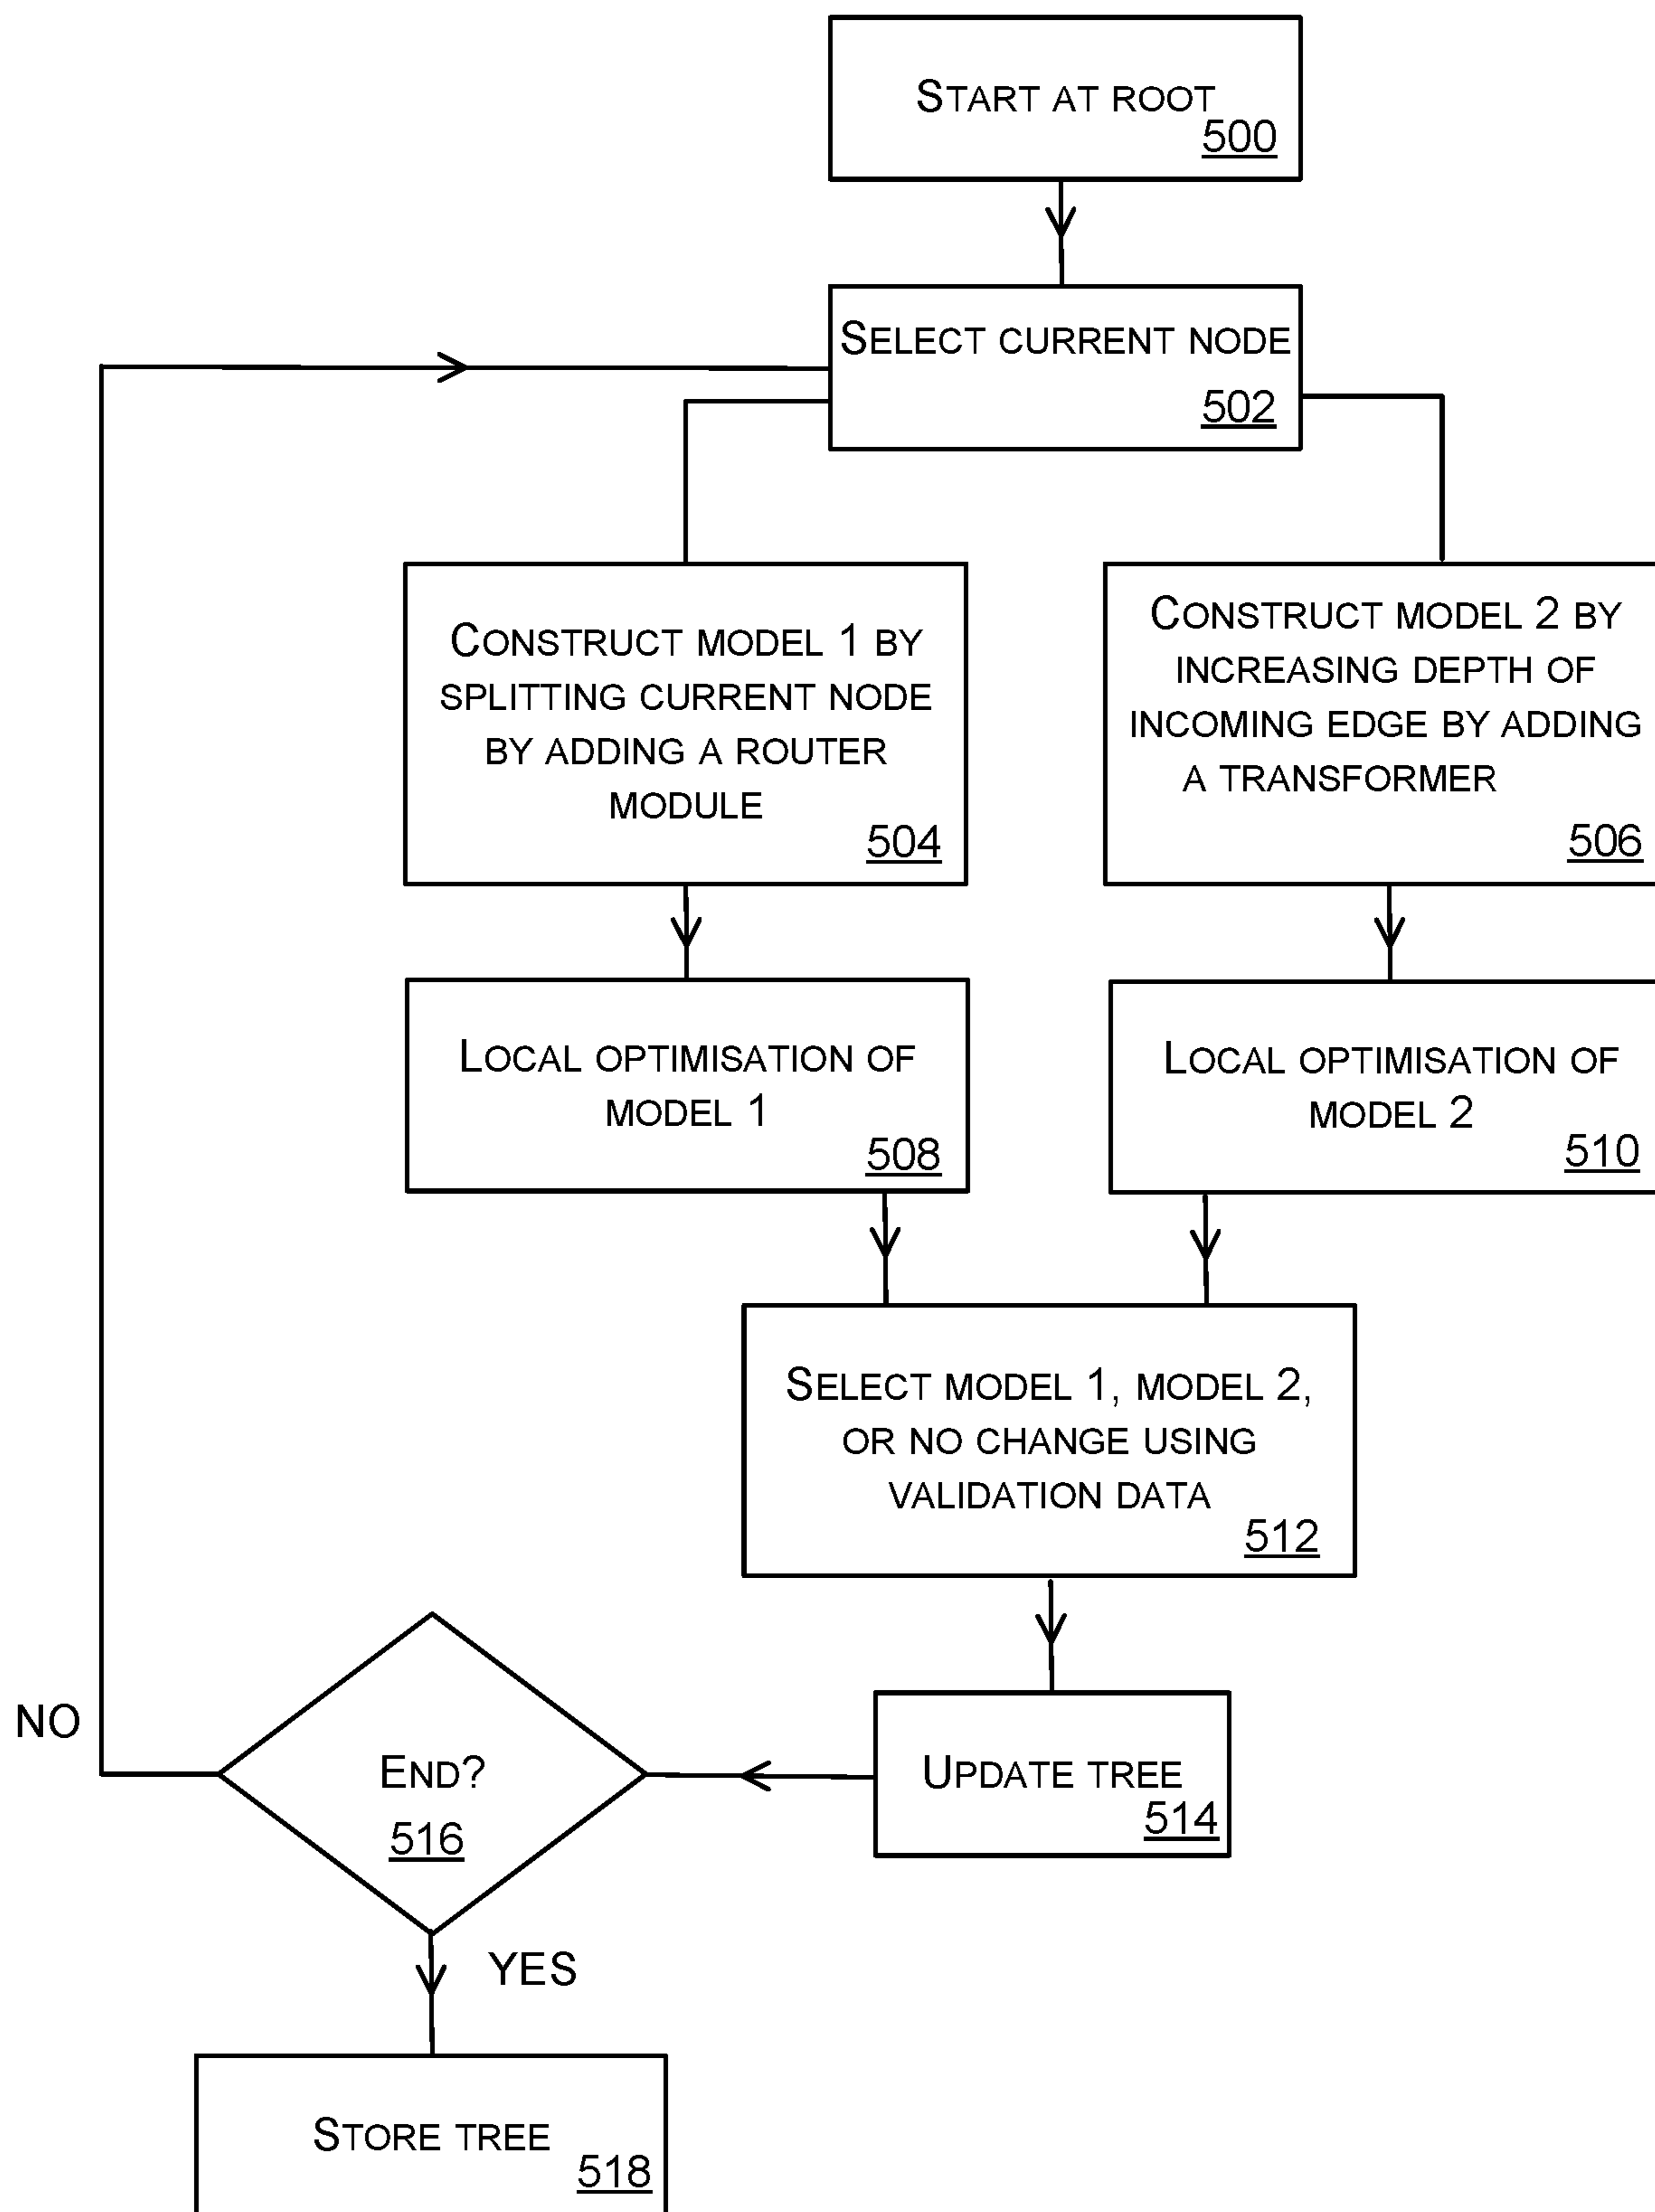 START AT ROOT
500
SELECT CURRENT NODE
502
CONSTRUCT MODEL 1 BY
SPLITTING CURRENT NODE
BY ADDING A ROUTER
MODULE
504
CONSTRUCT MODEL 2 BY
INCREASING DEPTH OF
INCOMING EDGE BY ADDING
A TRANSFORMER
506
LOCAL OPTIMISATION OF
MODEL 1
508
LOCAL OPTIMISATION OF
MODEL 2
510
SELECT MODEL 1, MODEL 2,
OR NO CHANGE USING
VALIDATION DATA
512
UPDATE TREE
514
END?
516
NO
YES
STORE TREE
518